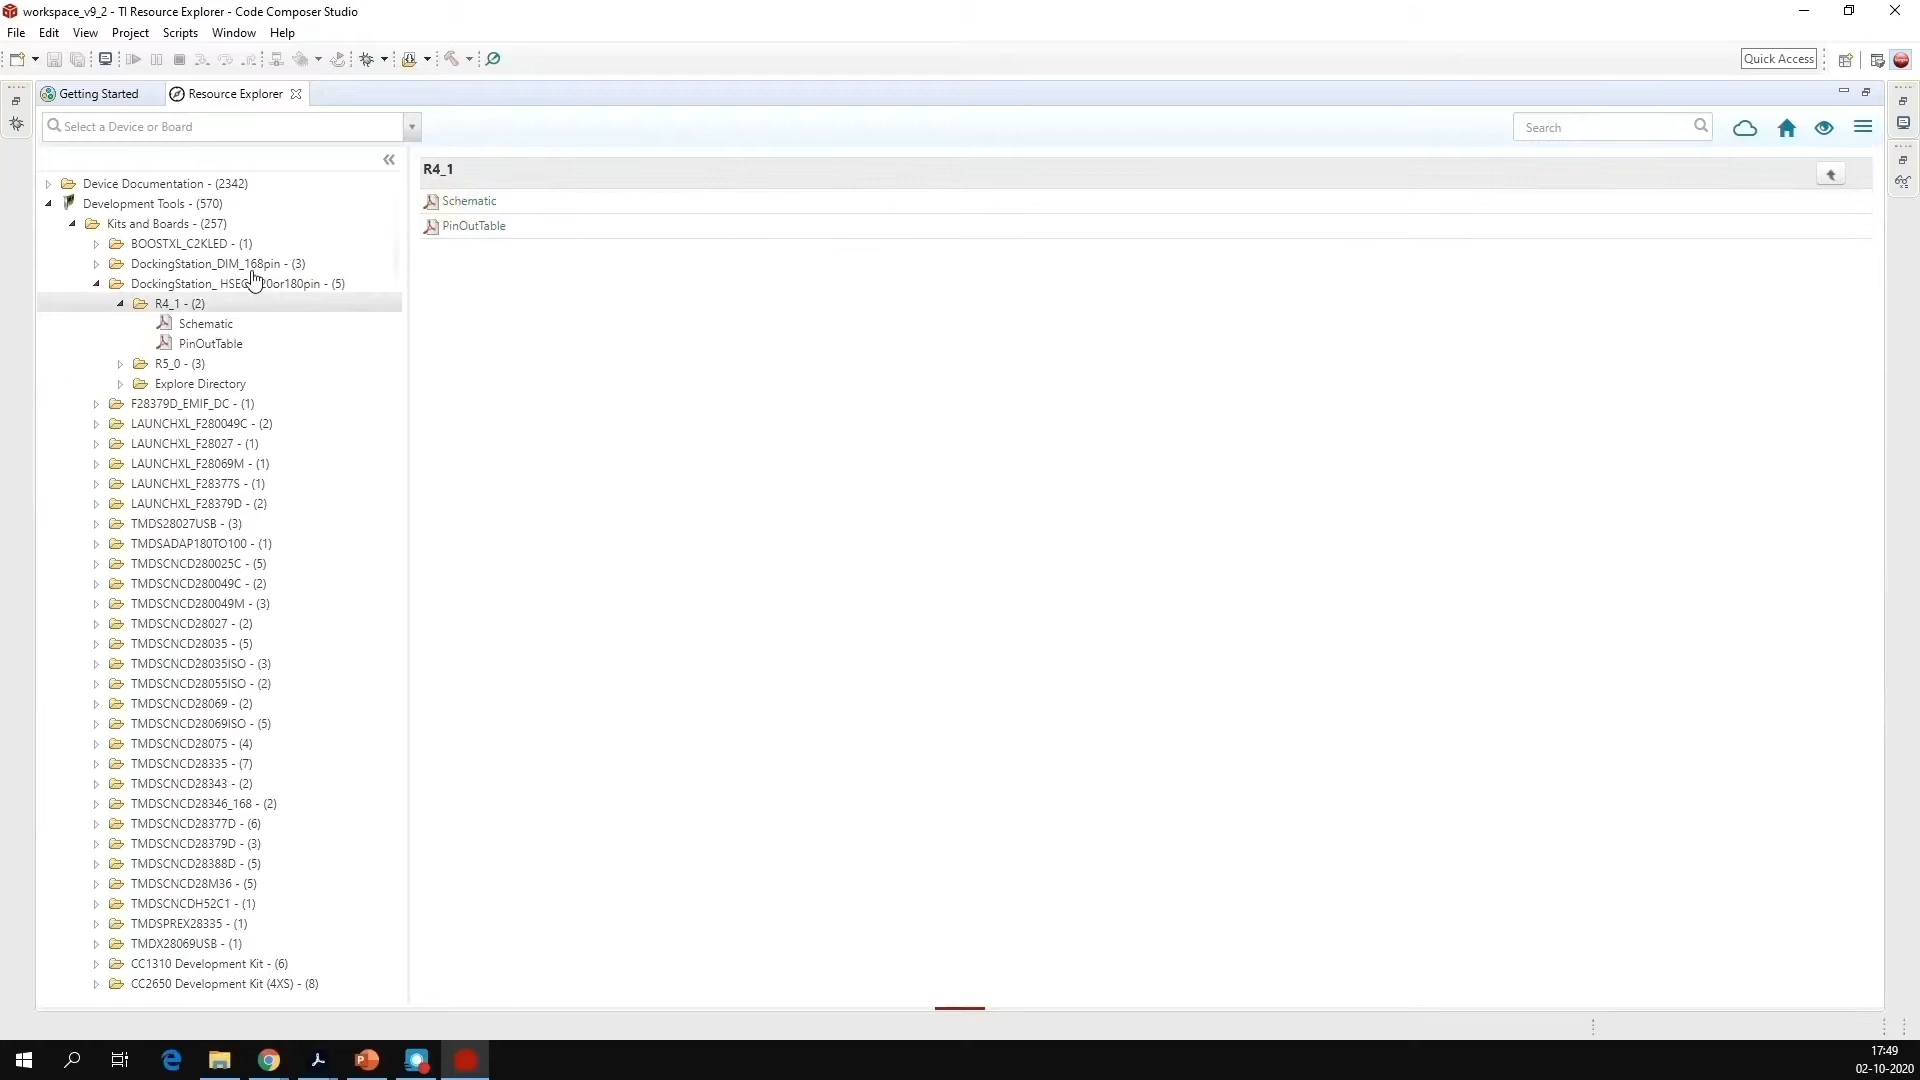 workspace_v9_2 - TI Resource Explorer - Code Composer Studio
File Edit View Project Scripts Window Help
Quick Access
Getting Started Resource Explorer
Select a Device or Board
Search
Device Documentation - (2342)
Development Tools - (570)
Kits and Boards - (257)
BOOSTXL_C2KLED - (1)
DockingStation_DIM_168pin - (3)
DockingStation_ 20or180pin - (5)
R4_1 - (2)
Schematic
PinOutTable
R5_0 - (3)
Explore Directory
F28379D_EMIF_DC - (1)
LAUNCHXL_F280049C - (2)
LAUNCHXL_F28027 - (1)
LAUNCHXL_F28069M - (1)
LAUNCHXL_F28377S - (1)
LAUNCHXL_F28379D - (2)
TMDS28027USB - (3)
TMDSADAP180TO100 - (1)
TMDSCNCD280025C - (5)
TMDSCNCD280049C - (2)
TMDSCNCD280049M - (3)
TMDSCNCD28027 - (2)
TMDSCNCD28035 - (5)
TMDSCNCD28035ISO - (3)
TMDSCNCD28055ISO - (2)
TMDSCNCD28069 - (2)
TMDSCNCD28069ISO - (5)
TMDSCNCD28075 - (4)
TMDSCNCD28335 - (7)
TMDSCNCD28343 - (2)
TMDSCNCD28346_168 - (2)
TMDSCNCD28377D - (6)
TMDSCNCD28379D - (3)
TMDSCNCD28388D - (5)
TMDSCNCD28M36 - (5)
TMDSCNCDH52C1 - (1)
TMDSPREX28335 - (1)
TMDX28069USB - (1)
CC1310 Development Kit - (6)
CC2650 Development Kit (4XS) - (8)
R4_1
Schematic
PinOutTable
17:49
02-10-2020